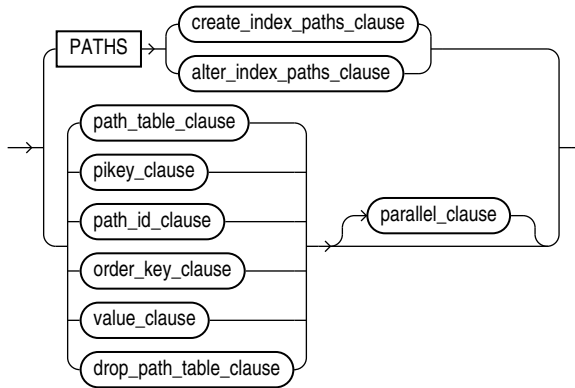 PATHS
create_index_paths_clause
alter_index_paths_clause
path_table_clause
pikey_clause
path_id_clause
parallel_clause
order_key_clause
value_clause
drop_path_table_clause